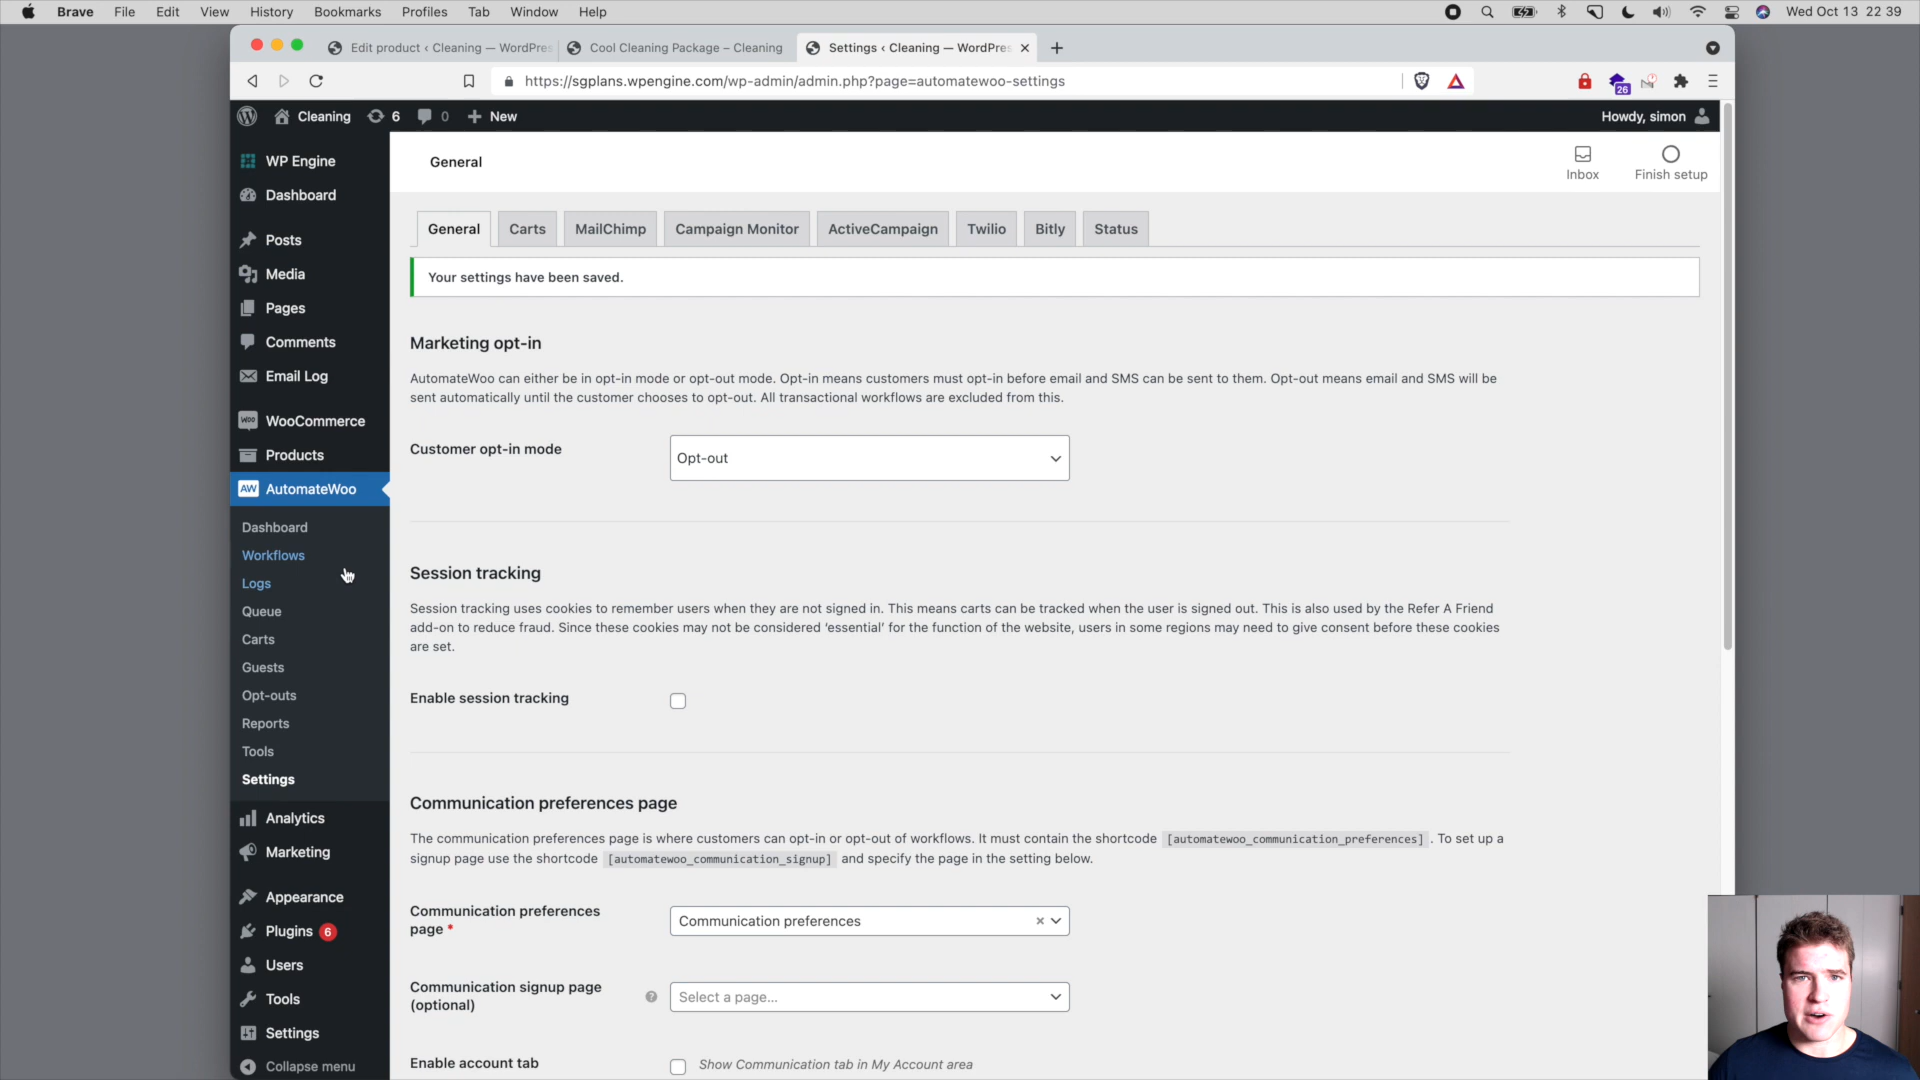 Brave File Edit View History Bookmarks Profiles Tab Window Help Wed Oct 13 22 39
Edit product ‹ Cleaning — WordPres Cool Cleaning Package – Cleaning Settings ‹ Cleaning — WordPres
https://sgplans.wpengine.com/wp-admin/admin.php?page=automatewoo-settings 26
Cleaning 6 0 New Howdy, simon
WP Engine
Dashboard
Posts
Media
Pages
Comments
Email Log
WOO WooCommerce
Products
AW AutomateWoo
Dashboard
Workflows
Logs
Queue
Carts
Guests
Opt-outs
Reports
Tools
Settings
Analytics
Marketing
Appearance
Plugins 6
Users
Tools
Settings
Collapse menu
General
Inbox
Finish setup
General Carts MailChimp Campaign Monitor ActiveCampaign Twilio Bitly Status
Your settings have been saved.
Marketing opt-in
AutomateWoo can either be in opt-in mode or opt-out mode. Opt-in means customers must opt-in before email and SMS can be sent to them. Opt-out means email and SMS will be
sent automatically until the customer chooses to opt-out. All transactional workflows are excluded from this.
Customer opt-in mode Opt-out
Session tracking
Session tracking uses cookies to remember users when they are not signed in. This means carts can be tracked when the user is signed out. This is also used by the Refer A Friend
add-on to reduce fraud. Since these cookies may not be considered ‘essential’ for the function of the website, users in some regions may need to give consent before these cookies
are set.
Enable session tracking
Communication preferences page
The communication preferences page is where customers can opt-in or opt-out of workflows. It must contain the shortcode [automatewoo_communication_preferences] . To set up a
signup page use the shortcode [automatewoo_communication_signup] and specify the page in the setting below.
Communication preferences
page * Communication preferences
Communication signup page
(optional) Select a page...
Enable account tab Show Communication tab in My Account area